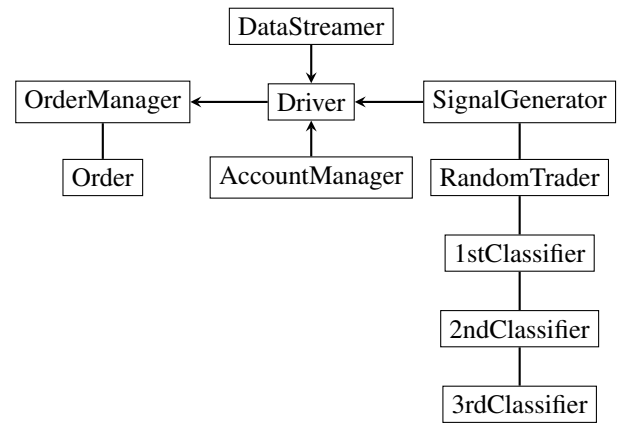 DataStreamer
OrderManager
Driver
SignalGenerator
Order
AccountManager
RandomTrader
1stClassifier
2ndClassifier
3rdClassifier